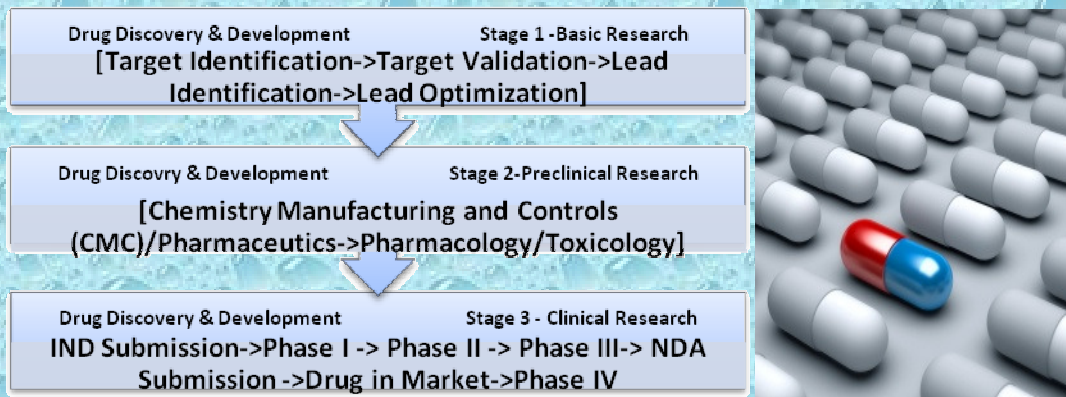 Drug Discovery & Development Stage 1 -Basic Research
[Target Identification->Target Validation->Lead
Identification->Lead Optimization]
Drug Discovry & Development Stage 2-Preclinical Research
[Chemistry Manufacturing and Controls
(CMC)/Pharmaceutics->Pharmacology/Toxicology]
Drug Discovery & Development Stage 3 - Clinical Research
IND Submission->Phase I -> Phase II -> Phase III-> NDA
Submission ->Drug in Market->Phase IV